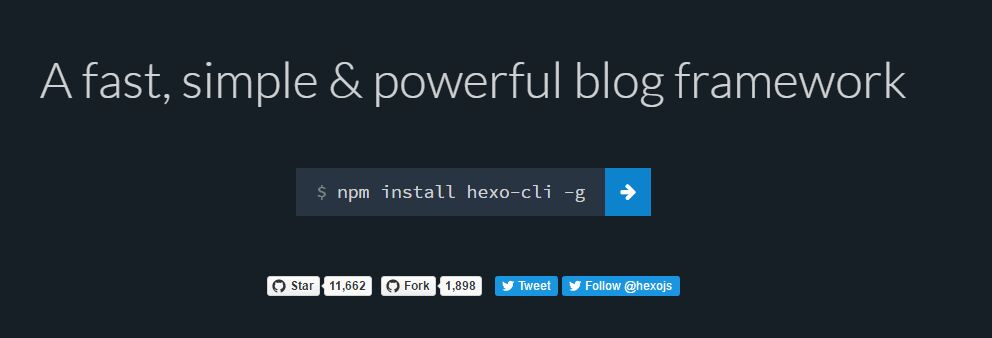 A fast, simple & powerful blog framework
$ npm install hexo-cli -g
Star 11,662 Fork 1,898 Tweet Follow @hexojs